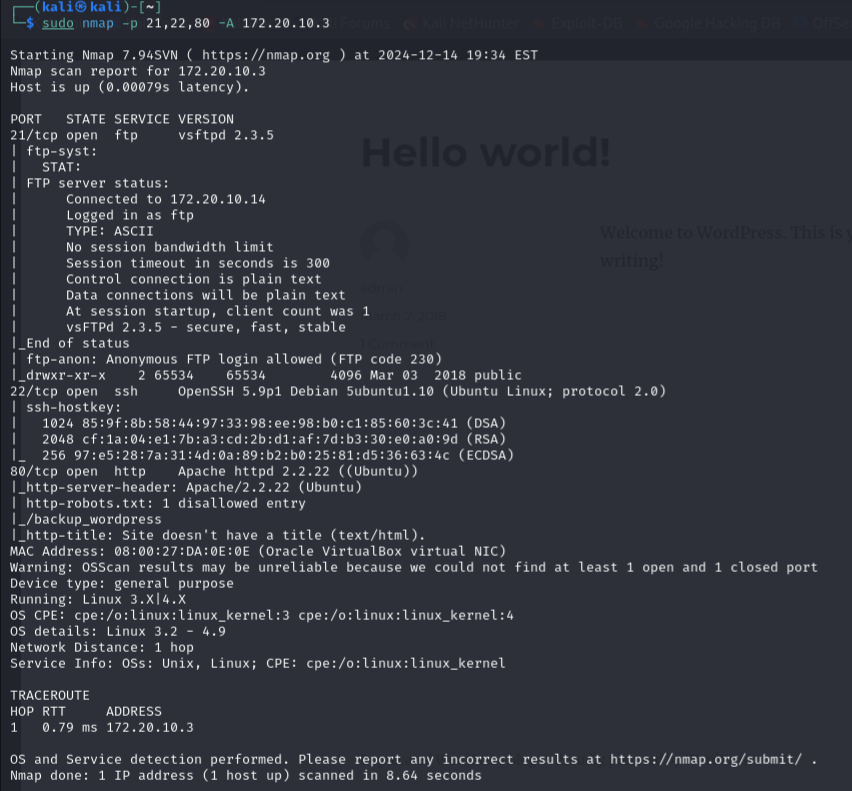 ┌──(kali㉿kali)-[~]
└─$ sudo nmap -p 21,22,80 -A 172.20.10.3
Forums Kali NetHunter Exploit-DB Google Hacking DB OffSe
Starting Nmap 7.94SVN ( https://nmap.org ) at 2024-12-14 19:34 EST
Nmap scan report for 172.20.10.3
Host is up (0.00079s latency).
PORT   STATE SERVICE VERSION
21/tcp open  ftp     vsftpd 2.3.5
| ftp-syst:
|   STAT:
| FTP server status:
|      Connected to 172.20.10.14
|      Logged in as ftp
|      TYPE: ASCII
|      No session bandwidth limit
|      Session timeout in seconds is 300
|      Control connection is plain text
|      Data connections will be plain text
|      At session startup, client count was 1
|      vsFTPd 2.3.5 - secure, fast, stable
|_End of status
| ftp-anon: Anonymous FTP login allowed (FTP code 230)
|_drwxr-xr-x    2 65534    65534        4096 Mar 03  2018 public
22/tcp open  ssh     OpenSSH 5.9p1 Debian 5ubuntu1.10 (Ubuntu Linux; protocol 2.0)
| ssh-hostkey:
|   1024 85:9f:8b:58:44:97:33:98:ee:98:b0:c1:85:60:3c:41 (DSA)
|   2048 cf:1a:04:e1:7b:a3:cd:2b:d1:af:7d:b3:30:e0:a0:9d (RSA)
|_  256 97:e5:28:7a:31:4d:0a:89:b2:b0:25:81:d5:36:63:4c (ECDSA)
80/tcp open  http    Apache httpd 2.2.22 ((Ubuntu))
|_http-server-header: Apache/2.2.22 (Ubuntu)
| http-robots.txt: 1 disallowed entry
|_/backup_wordpress
|_http-title: Site doesn't have a title (text/html).
MAC Address: 08:00:27:DA:0E:0E (Oracle VirtualBox virtual NIC)
Warning: OSScan results may be unreliable because we could not find at least 1 open and 1 closed port
Device type: general purpose
Running: Linux 3.X|4.X
OS CPE: cpe:/o:linux:linux_kernel:3 cpe:/o:linux:linux_kernel:4
OS details: Linux 3.2 - 4.9
Network Distance: 1 hop
Service Info: OSs: Unix, Linux; CPE: cpe:/o:linux:linux_kernel
TRACEROUTE
HOP RTT     ADDRESS
1   0.79 ms 172.20.10.3
OS and Service detection performed. Please report any incorrect results at https://nmap.org/submit/ .
Nmap done: 1 IP address (1 host up) scanned in 8.64 seconds
Hello world!
Welcome to WordPress. This is y
writing!